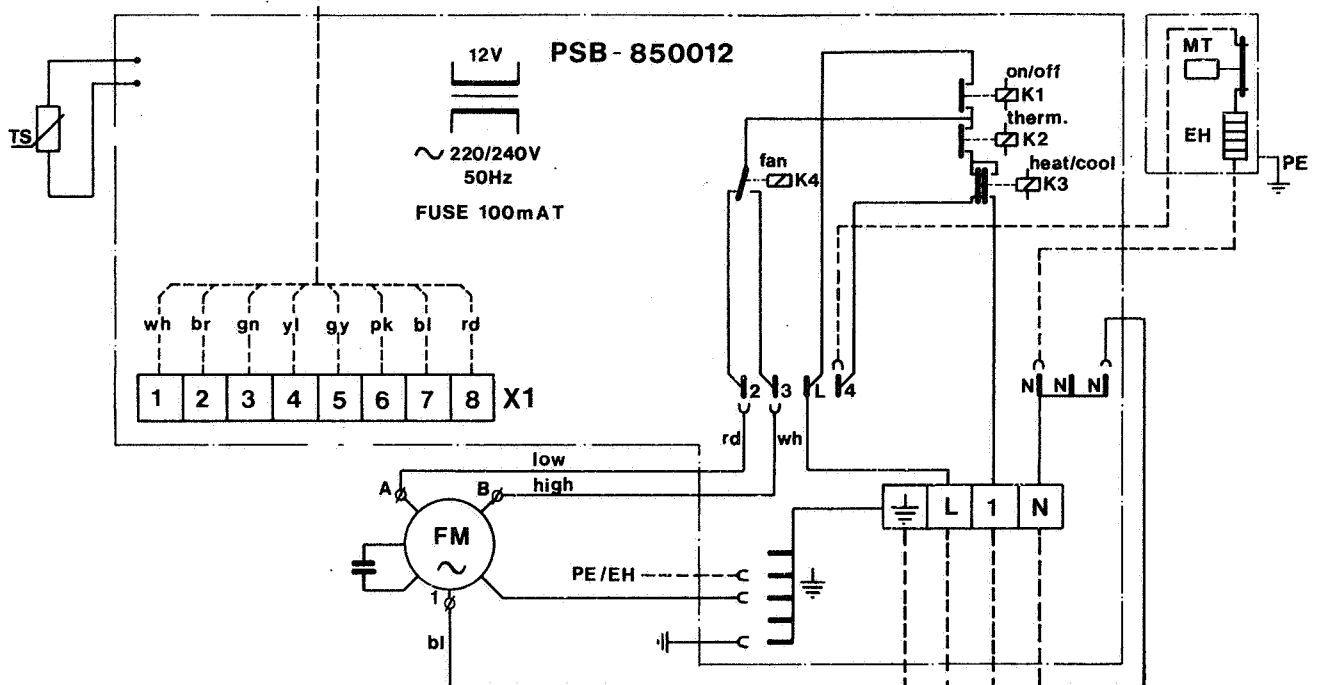 12V
PSB-850012
220/240V
50Hz
FUSE 100mAT
TS
on/off
K1
therm.
K2
heat/cool
K3
fan
K4
MT
EH
PE
wh br gn yl gy pk bl rd
1 2 3 4 5 6 7 8 X1
2 3 L 4
N N N
rd wh
low
high
A B
FM
L 1 N
PE/EH
1
bl